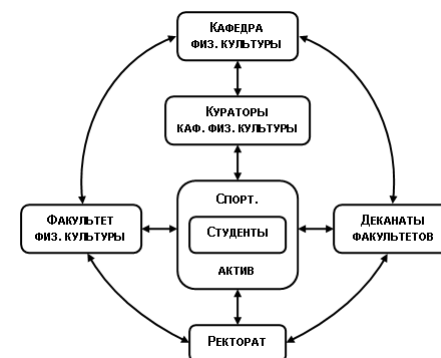 КАФЕДРА
ФИЗ. КУЛЬТУРЫ
КУРАТОРЫ
КАФ. ФИЗ. КУЛЬТУРЫ
СПОРТ.
ФАКУЛЬТЕТ
ФИЗ. КУЛЬТУРЫ
СТУДЕНТЫ
ДЕКАНАТЫ
ФАКУЛЬТЕТОВ
АКТИВ
РЕКТОРАТ